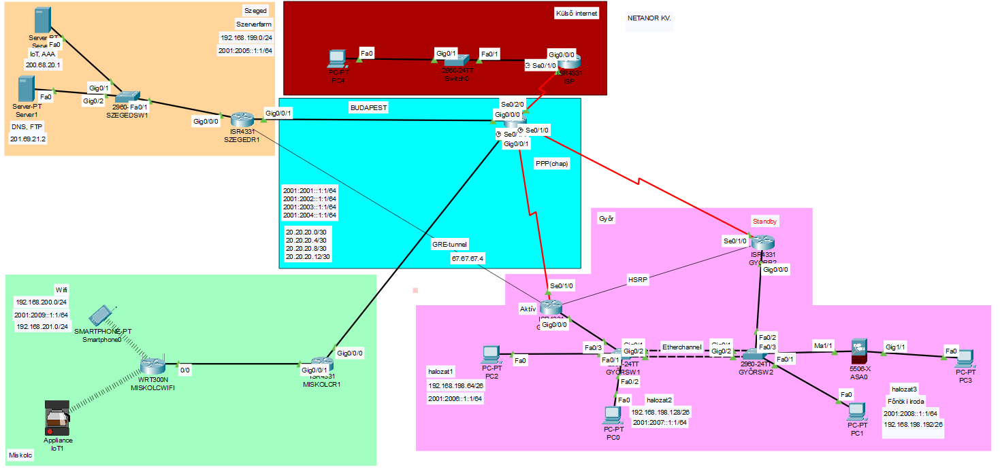 Szeged
Szerverfarm
192.168.199.0/24
2001:2005::1:1/64
Server-PT
Fa0
IoT, AAA
200.68.20.1
Fa0
Server-PT
Server1
DNS, FTP
201.69.21.2
Gig0/1
Gig0/2
Fa0/1
SZEGEDSW1
Gig0/0/0
Gig0/0/1
ISR4331
SZEGEDR1
Külső internet
Fa0
PC-PT
PC4
Gig0/1
Fa0/1
2960-24TT
Switch0
Gig0/0/0
Se0/1/0
ISR4331
ISP
NETANOR KV.
BUDAPEST
Se0/2/0
Gig0/0/0
Se0/1/0
Gig0/0/1
PPP(chap)
2001:2001::1:1/64
2001:2002::1:1/64
2001:2003::1:1/64
2001:2004::1:1/64
20.20.20.0/30
20.20.20.4/30
20.20.20.8/30
20.20.20.12/30
GRE-tunnel
67.67.67.4
Győr
Standby
Se0/1/0
ISR4331
GYŐRR2
Gig0/0/0
HSRP
Se0/1/0
Aktív
Gig0/0/0
Fa0/3
Fa0/1
Gig0/2
Etherchannel
Gig0/2
Fa0/2
Fa0/3
Fa0/1
GYŐRSW1
Fa0/2
2960-24TT
GYŐRSW2
Fa0
PC-PT
PC2
halozat1
192.168.198.64/26
2001:2006::1:1/64
Fa0
PC-PT
PC0
halozat2
192.168.198.128/26
2001:2007::1:1/64
Ma1/1
Gig1/1
5506-X
ASA0
Fa0
PC-PT
PC3
Fa0
PC-PT
PC1
halozat3
Főnöki iroda
2001:2008::1:1/64
192.168.198.192/26
Wifi
192.168.200.0/24
2001:2009::1:1/64
192.168.201.0/24
SMARTPHONE-PT
Smartphone0
WRT300N
MISKOLCWIFI
0/0
Gig0/0/1
Gig0/0/0
ISR4331
MISKOLCR1
Appliance
IoT1
Miskolc